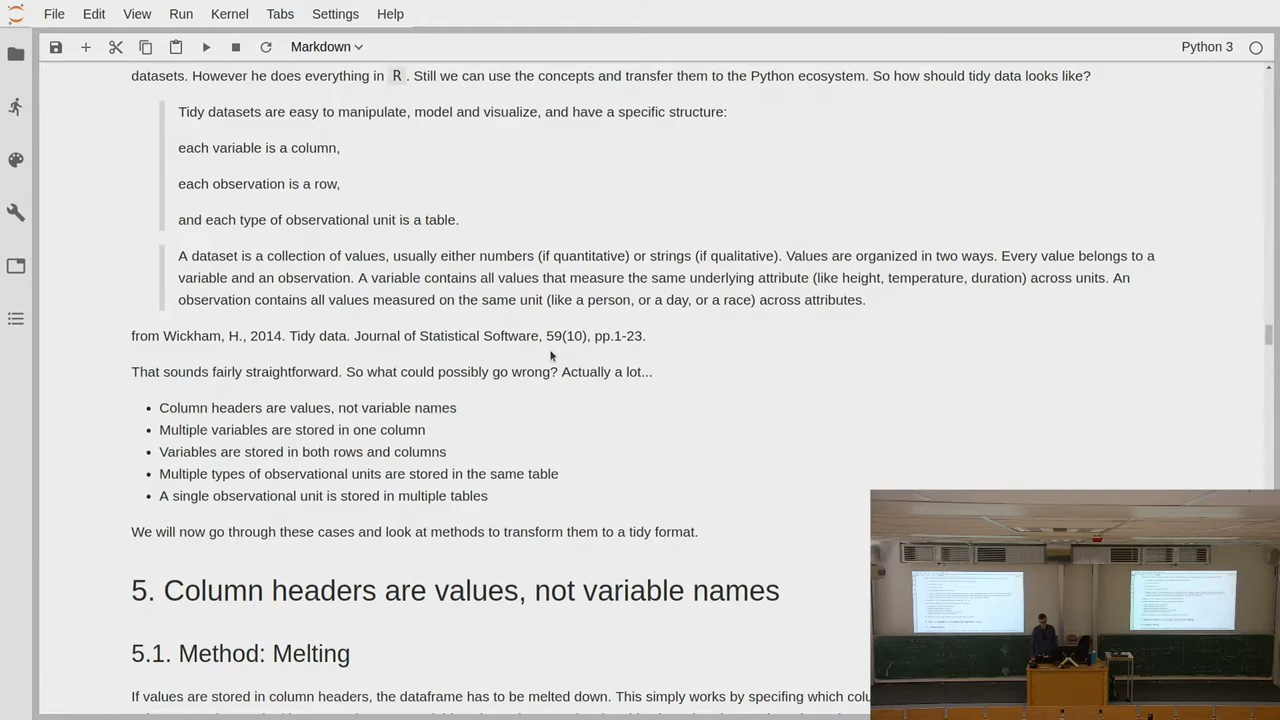 File Edit View Run Kernel Tabs Settings Help
Markdown Python 3
datasets. However he does everything in R . Still we can use the concepts and transfer them to the Python ecosystem. So how should tidy data looks like?
Tidy datasets are easy to manipulate, model and visualize, and have a specific structure:
each variable is a column,
each observation is a row,
and each type of observational unit is a table.
A dataset is a collection of values, usually either numbers (if quantitative) or strings (if qualitative). Values are organized in two ways. Every value belongs to a
variable and an observation. A variable contains all values that measure the same underlying attribute (like height, temperature, duration) across units. An
observation contains all values measured on the same unit (like a person, or a day, or a race) across attributes.
from Wickham, H., 2014. Tidy data. Journal of Statistical Software, 59(10), pp.1-23.
That sounds fairly straightforward. So what could possibly go wrong? Actually a lot...
• Column headers are values, not variable names
• Multiple variables are stored in one column
• Variables are stored in both rows and columns
• Multiple types of observational units are stored in the same table
• A single observational unit is stored in multiple tables
We will now go through these cases and look at methods to transform them to a tidy format.
5. Column headers are values, not variable names
5.1. Method: Melting
If values are stored in column headers, the dataframe has to be melted down. This simply works by specifing which